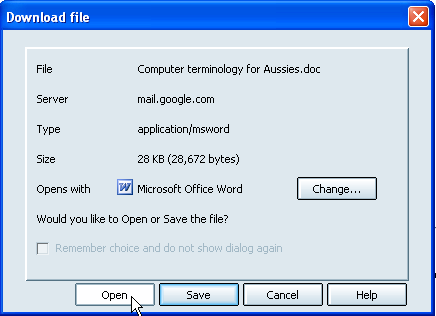 Download file
File Computer terminology for Aussies.doc
Server mail.google.com
Type application/msword
Size 28 KB (28,672 bytes)
Opens with Microsoft Office Word Change...
Would you like to Open or Save the file?
Remember choice and do not show dialog again
Open Save Cancel Help